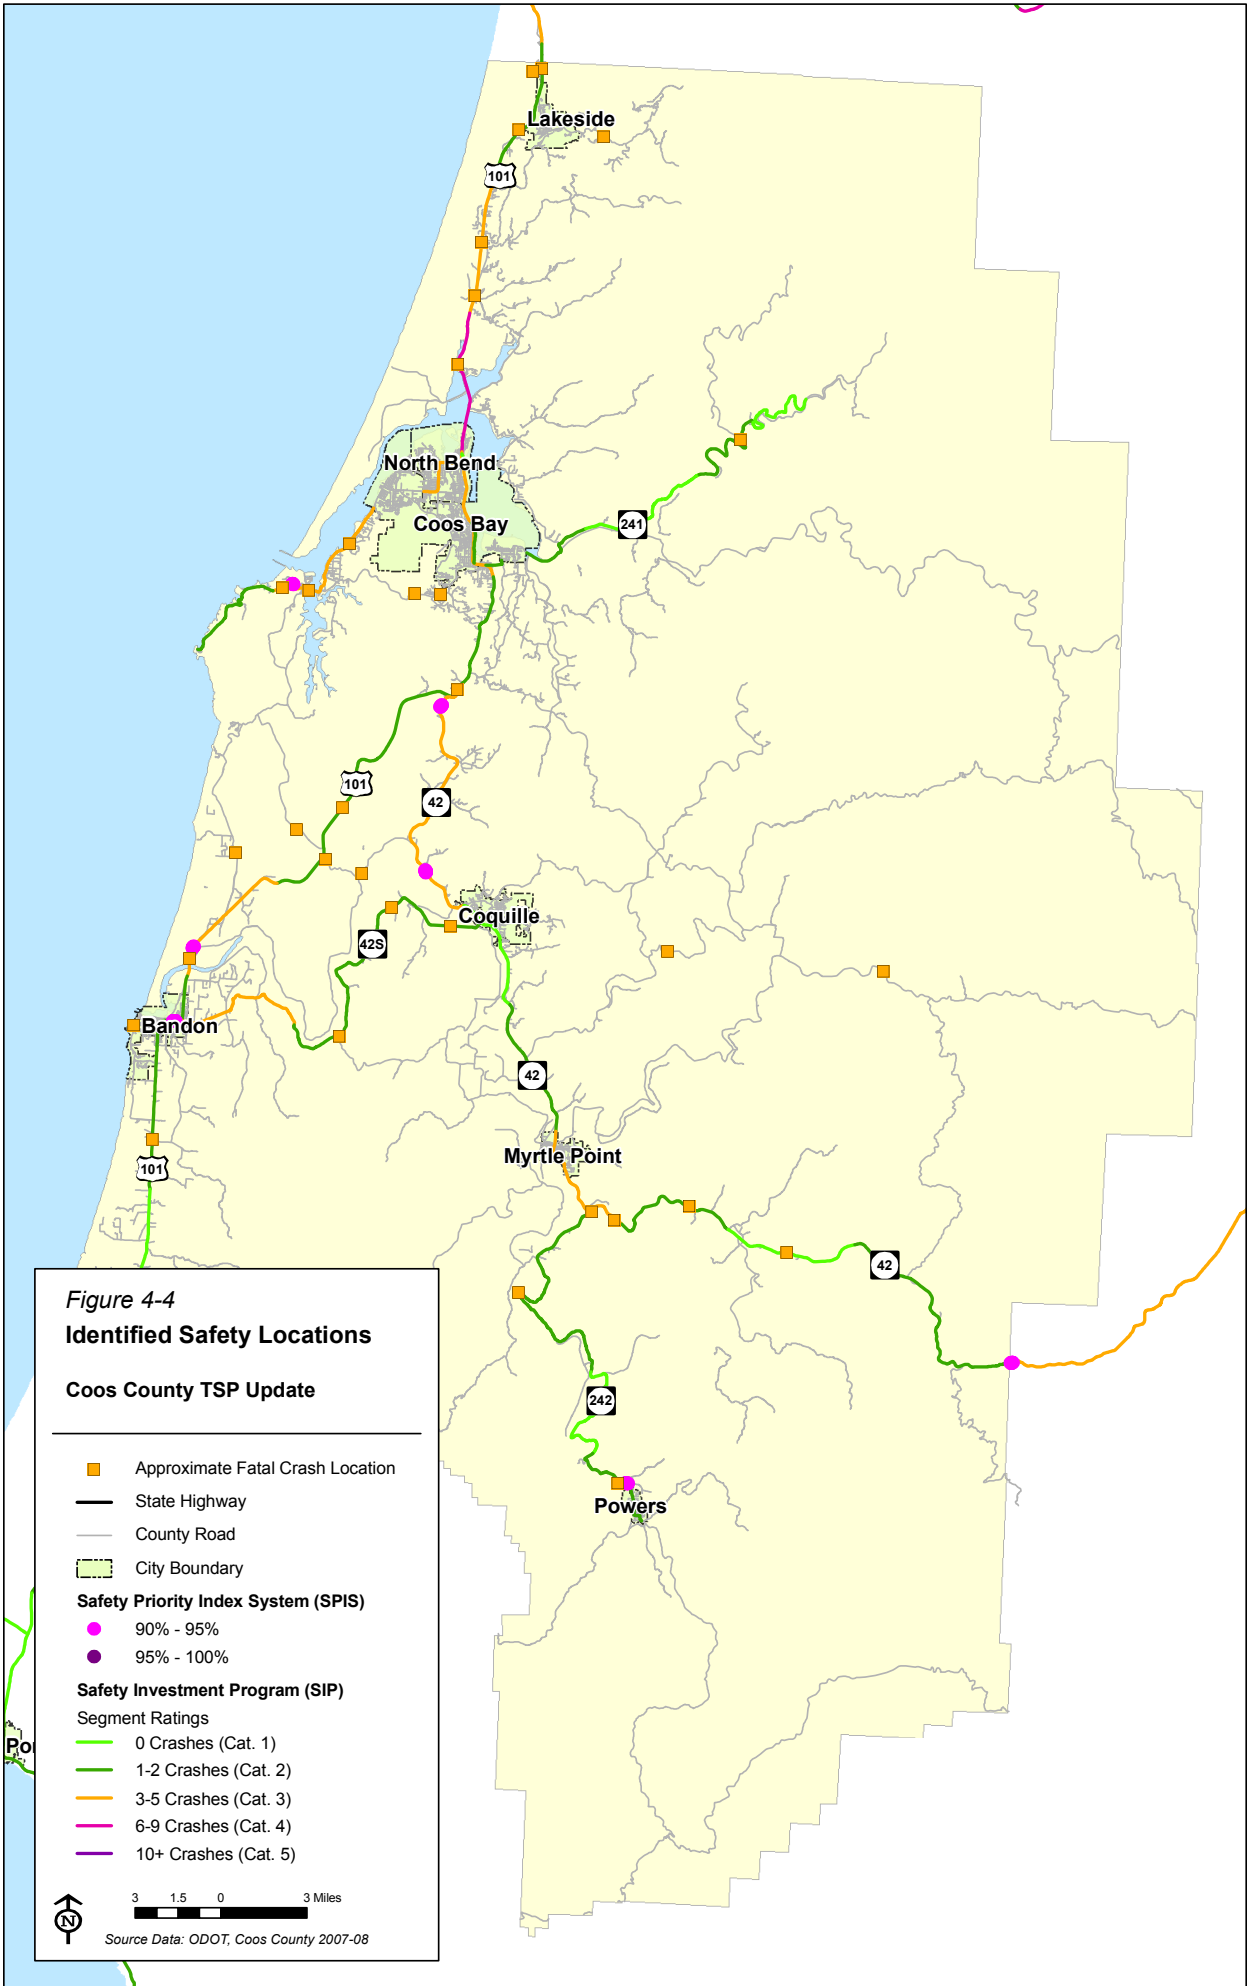 Lakeside
101
North Bend
Coos Bay
241
101
42
Coquille
42S
Bandon
42
Myrtle Point
101
42
242
Powers
Figure 4-4
Identified Safety Locations
Coos County TSP Update
Approximate Fatal Crash Location
State Highway
County Road
City Boundary
Safety Priority Index System (SPIS)
90% - 95%
95% - 100%
Safety Investment Program (SIP)
Segment Ratings
0 Crashes (Cat. 1)
1-2 Crashes (Cat. 2)
3-5 Crashes (Cat. 3)
6-9 Crashes (Cat. 4)
10+ Crashes (Cat. 5)
Por
3 1.5 0 3 Miles
N
Source Data: ODOT, Coos County 2007-08